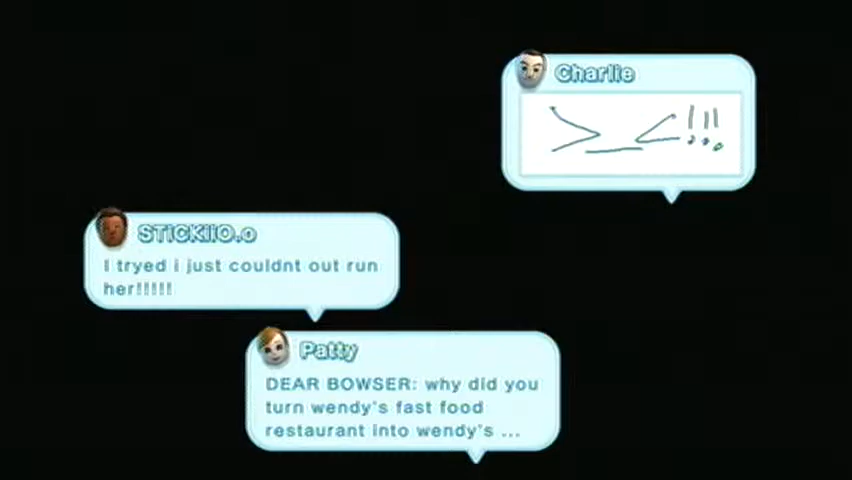 Charlie
>_<!!!
STICKiiO.o
I tryed i just couldnt out run
her!!!!!
Patty
DEAR BOWSER: why did you
turn wendy's fast food
restaurant into wendy's ...